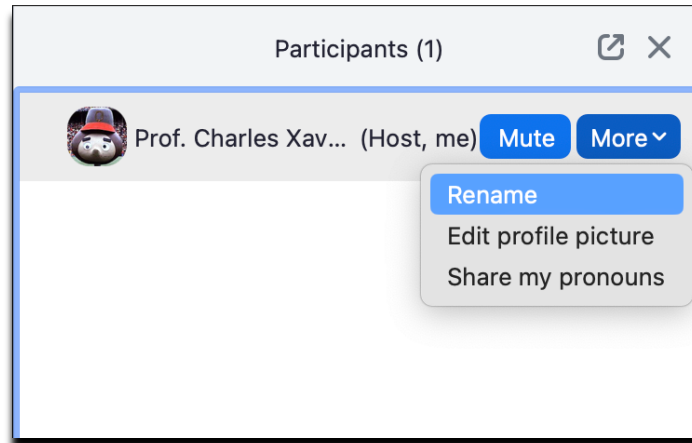 Participants (1)
Prof. Charles Xav... (Host, me) Mute More
Rename
Edit profile picture
Share my pronouns